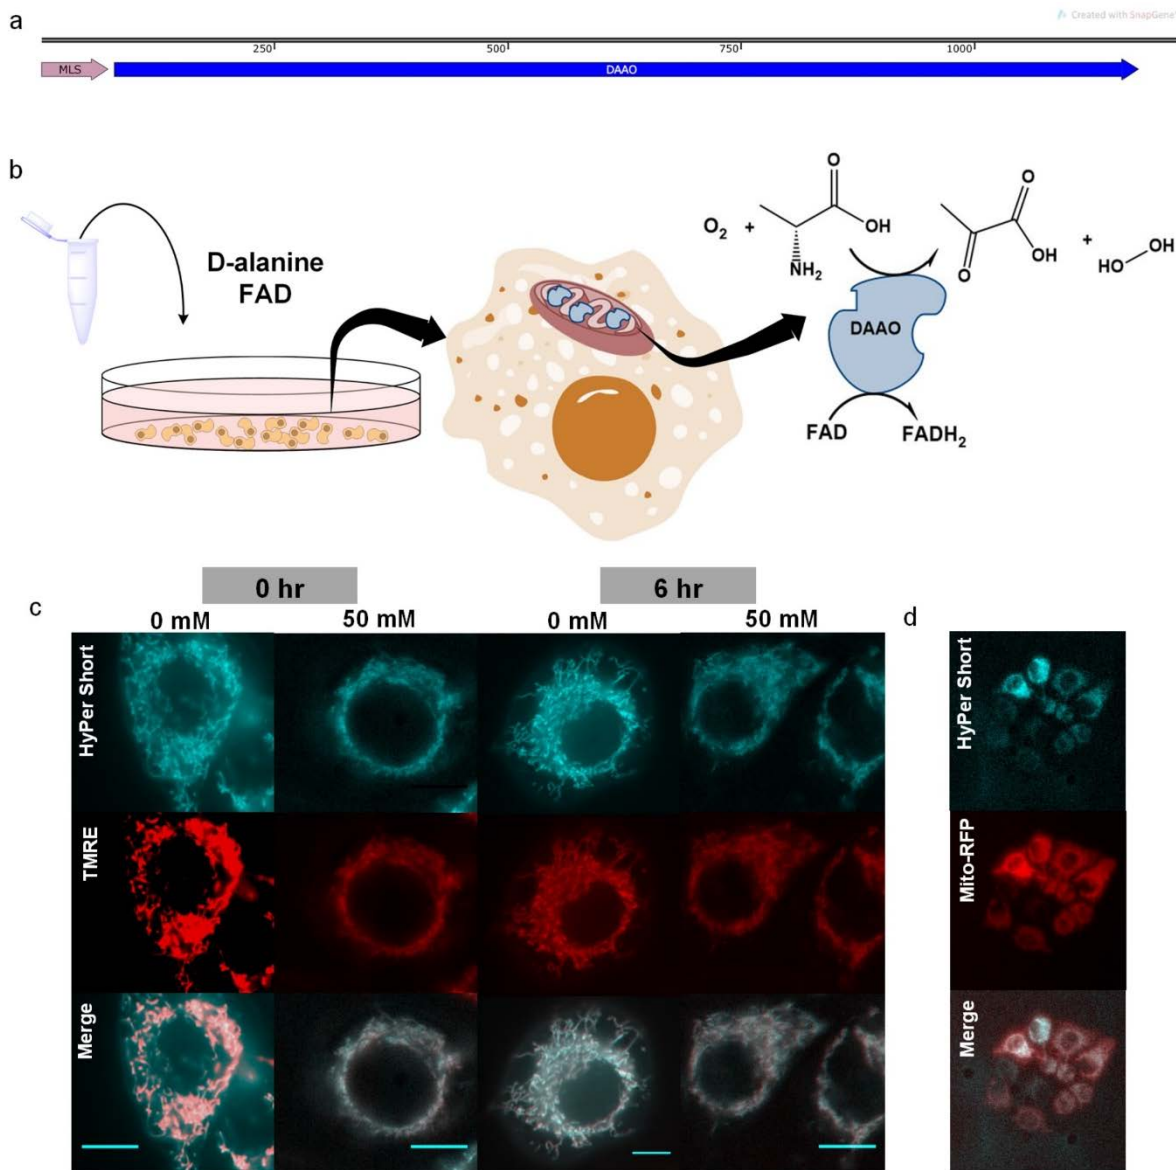 a
Created with SnapGene
250
500
750
1000
MLS
DAAO
b
D-alanine
FAD
O2 +
O
OH
NH2
O
O
OH
+
HO
OH
DAAO
FAD
FADH2
0 hr
6 hr
c
0 mM
50 mM
0 mM
50 mM
d
HyPer Short
HyPer Short
TMRE
Mito-RFP
Merge
Merge